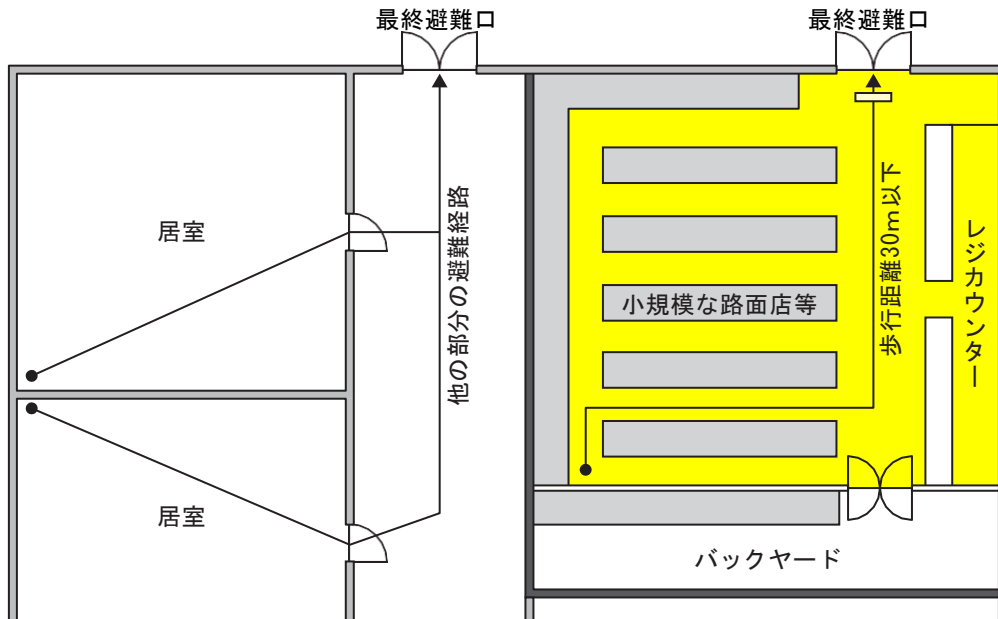 最終避難口
最終避難口
居室
他の部分の避難経路
小規模な路面店等
歩行距離30m以下
レジカウンター
居室
バックヤード